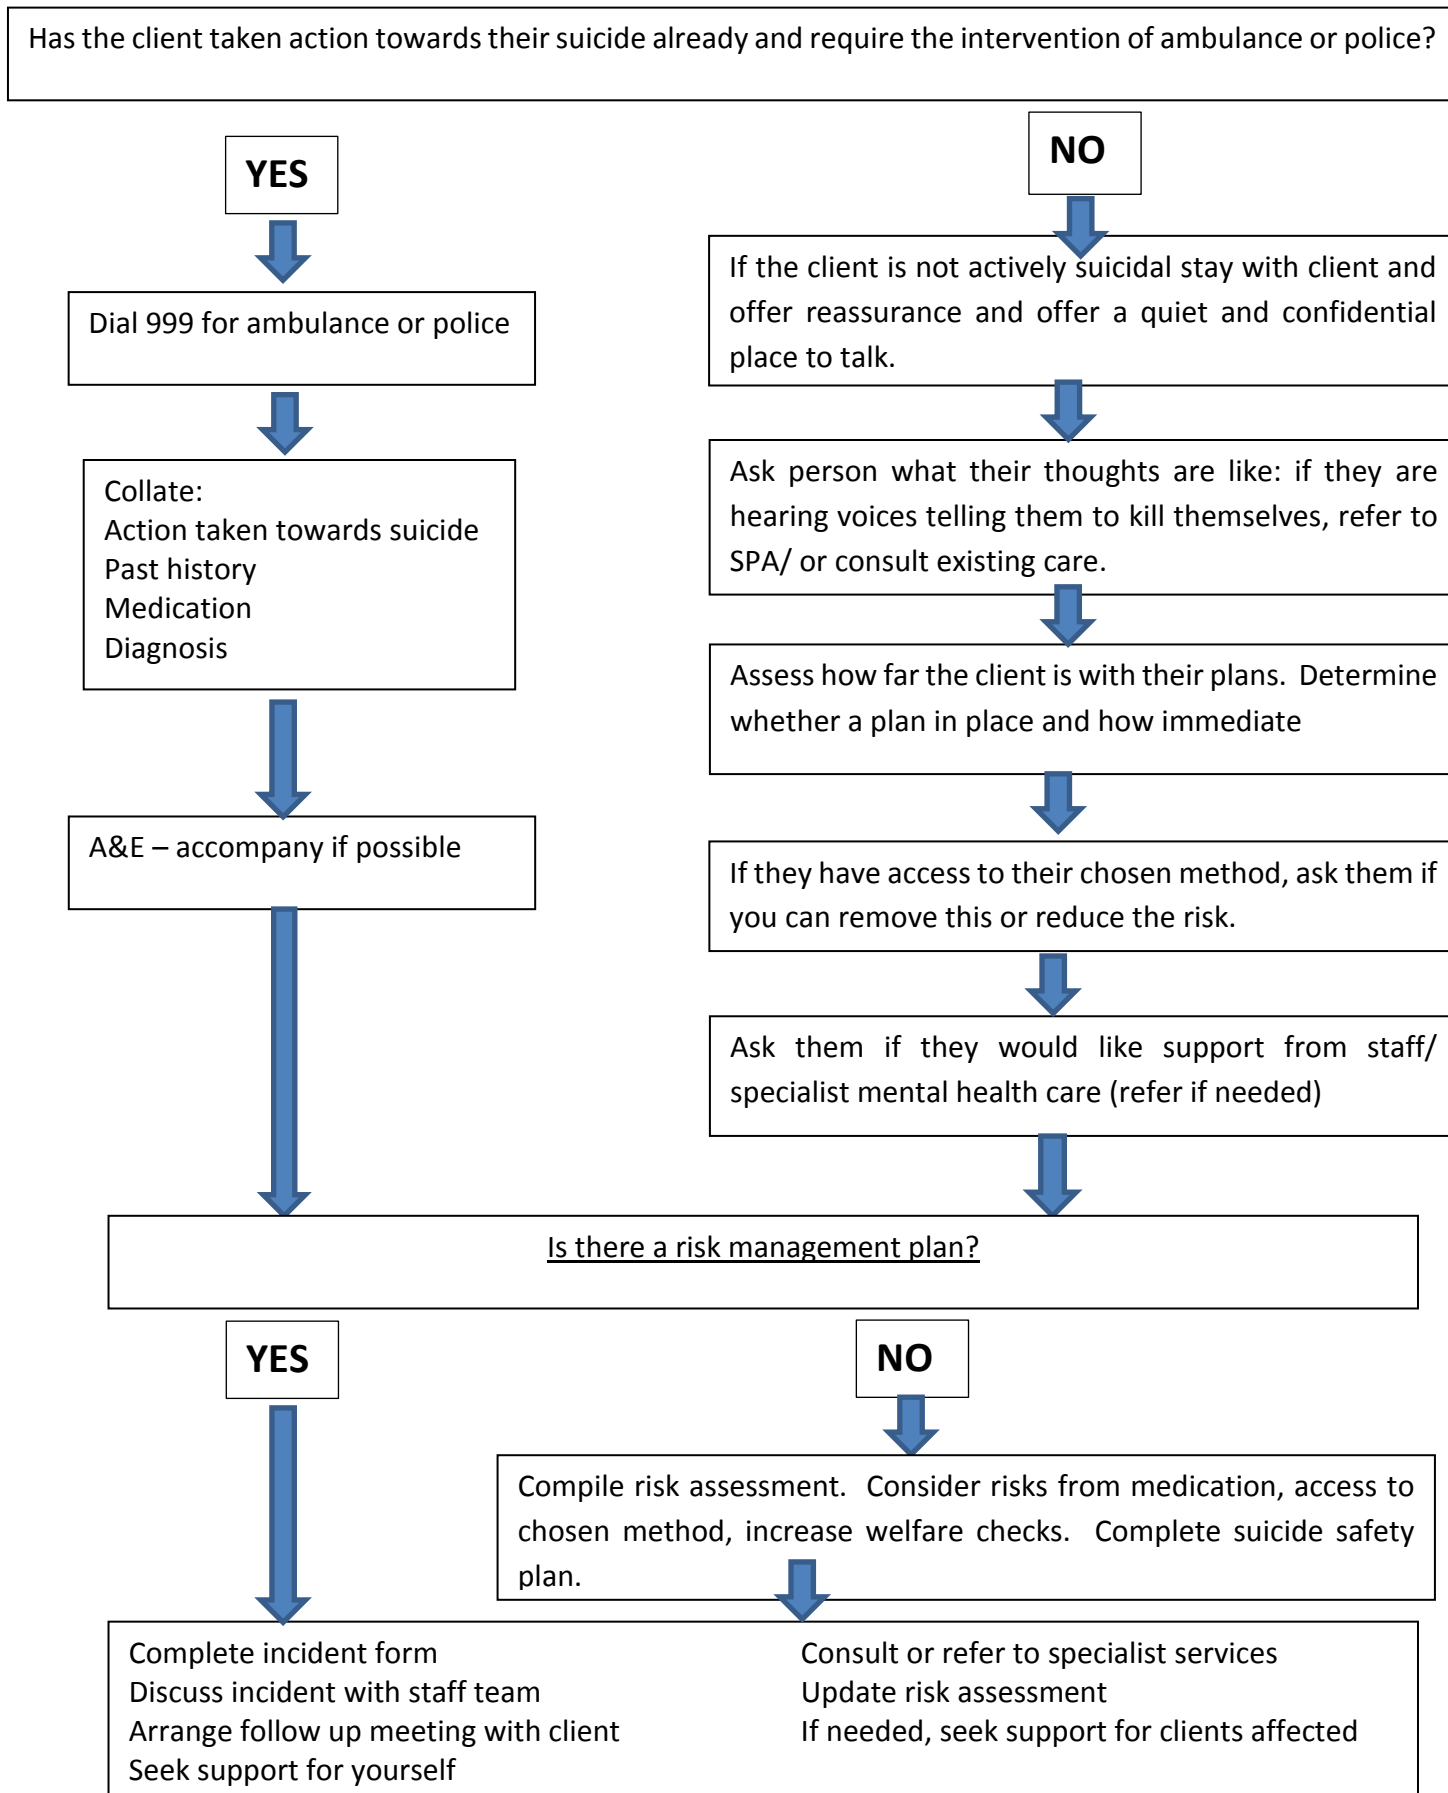 Has the client taken action towards their suicide already and require the intervention of ambulance or police?
YES
Dial 999 for ambulance or police
Collate:
Action taken towards suicide
Past history
Medication
Diagnosis
A&E – accompany if possible
NO
If the client is not actively suicidal stay with client and
offer reassurance and offer a quiet and confidential
place to talk.
Ask person what their thoughts are like: if they are
hearing voices telling them to kill themselves, refer to
SPA/ or consult existing care.
Assess how far the client is with their plans. Determine
whether a plan in place and how immediate
If they have access to their chosen method, ask them if
you can remove this or reduce the risk.
Ask them if they would like support from staff/
specialist mental health care (refer if needed)
Is there a risk management plan?
YES
NO
Compile risk assessment. Consider risks from medication, access to
chosen method, increase welfare checks. Complete suicide safety
plan.
Complete incident form
Discuss incident with staff team
Arrange follow up meeting with client
Seek support for yourself
Consult or refer to specialist services
Update risk assessment
If needed, seek support for clients affected